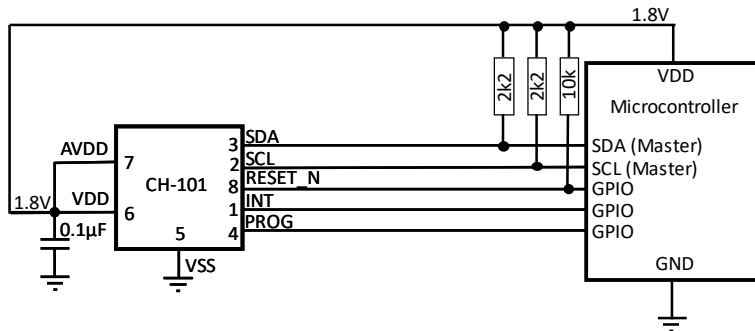 1.8V
2k2
2k2
10k
VDD
Microcontroller
SDA
3
SDA (Master)
AVDD
7
SCL
2
SCL (Master)
CH-101
RESET_N
8
GPIO
1.8V
VDD
6
INT
1
GPIO
0.1µF
5
PROG
4
GPIO
VSS
GND